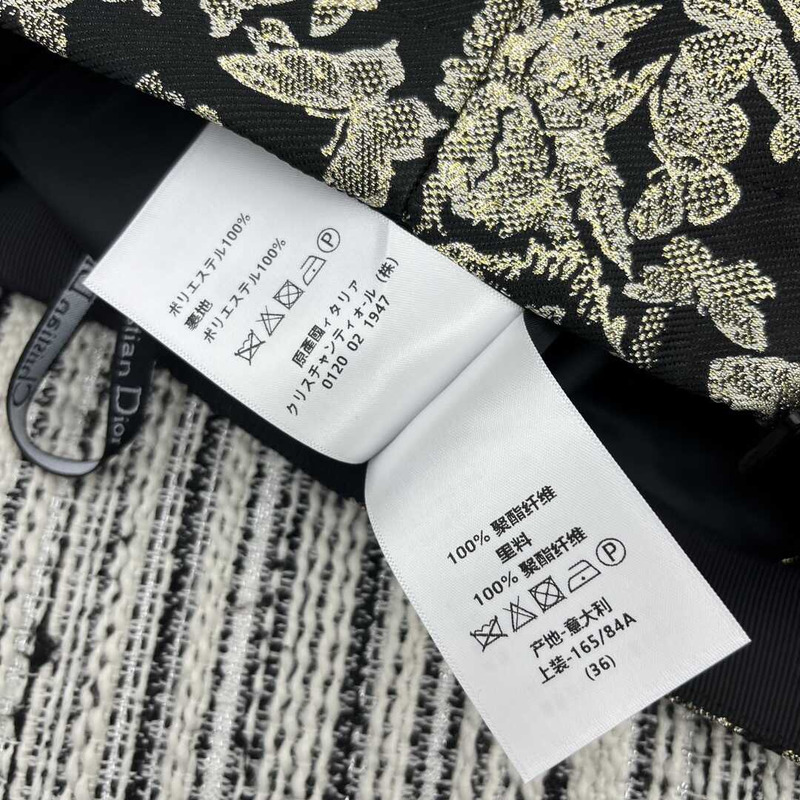 ポリエステル100%
裏地
ポリエステル100%
原産國イタリア
クリスチャンディオール (株)
0120 02 1947
tian Dior
100% 聚酯纤维
里料
100% 聚酯纤维
产地-意大利
上装-165/84A
(36)